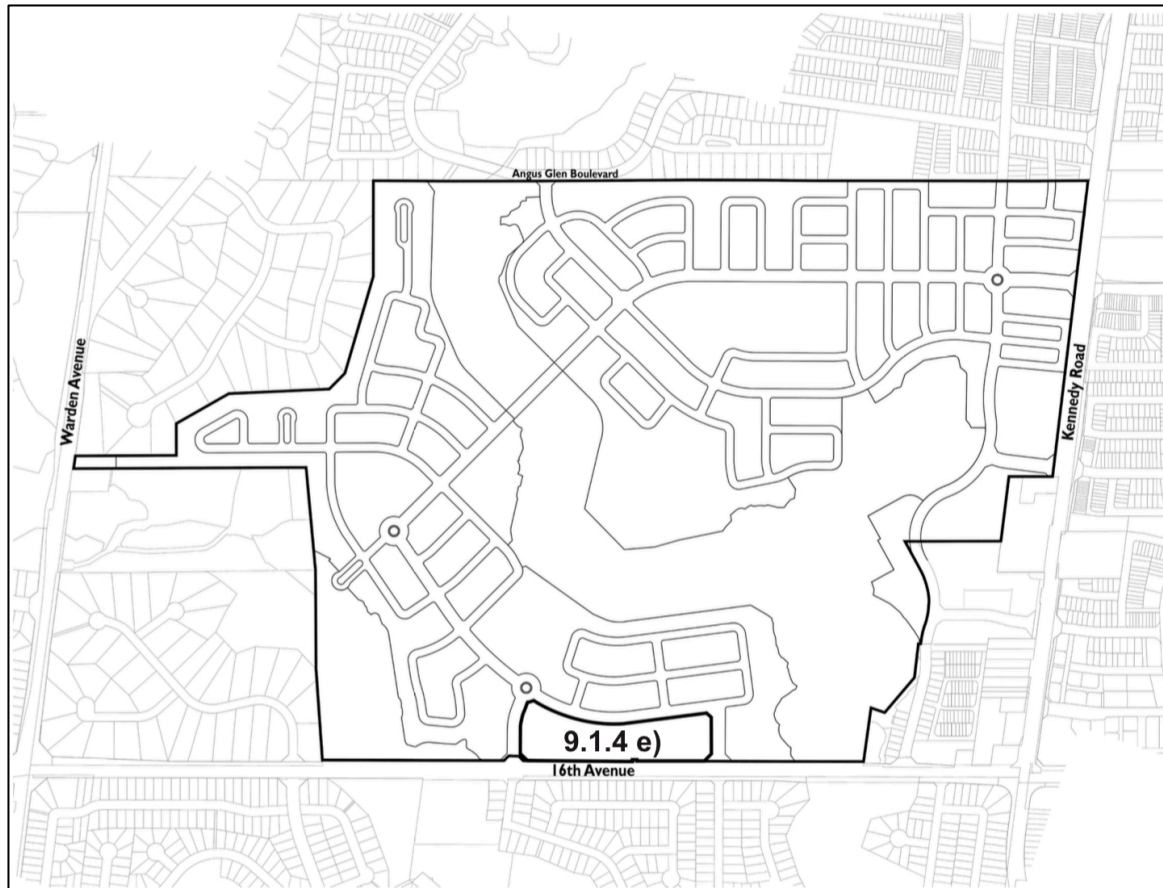 Angus Glen Boulevard
Warden Avenue
Kennedy Road
9.1.4 e)
16th Avenue